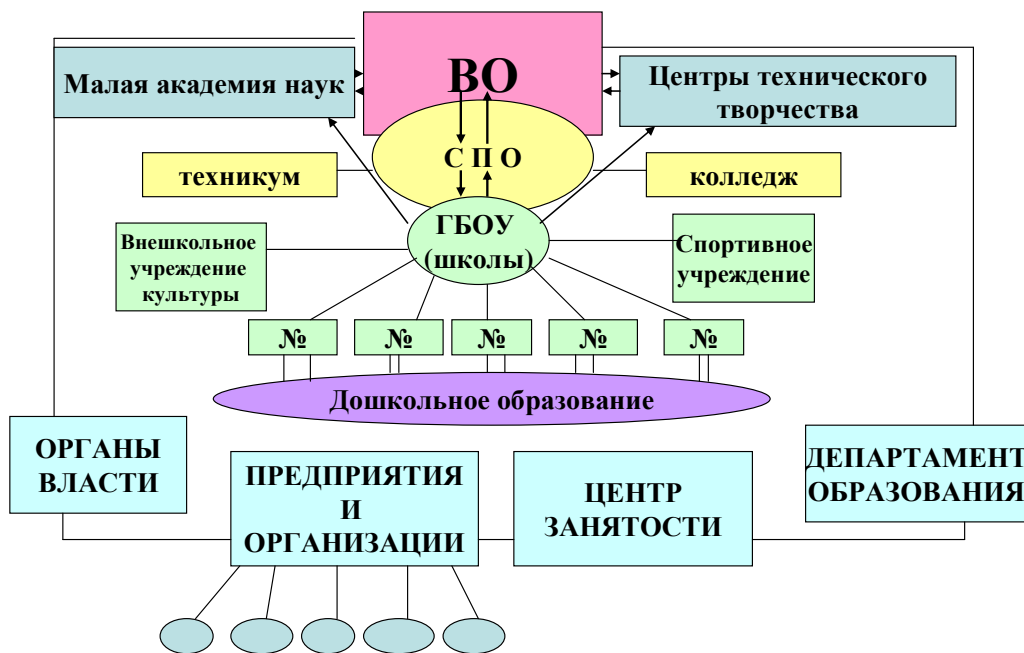 ВО
Малая академия наук
Центры технического
творчества
С П О
техникум
колледж
ГБОУ
(школы)
Внешкольное
учреждение
культуры
Спортивное
учреждение
№
№
№
№
№
Дошкольное образование
ОРГАНЫ
ВЛАСТИ
ПРЕДПРИЯТИЯ
И
ОРГАНИЗАЦИИ
ЦЕНТР
ЗАНЯТОСТИ
ДЕПАРТАМЕНТ
ОБРАЗОВАНИЯ